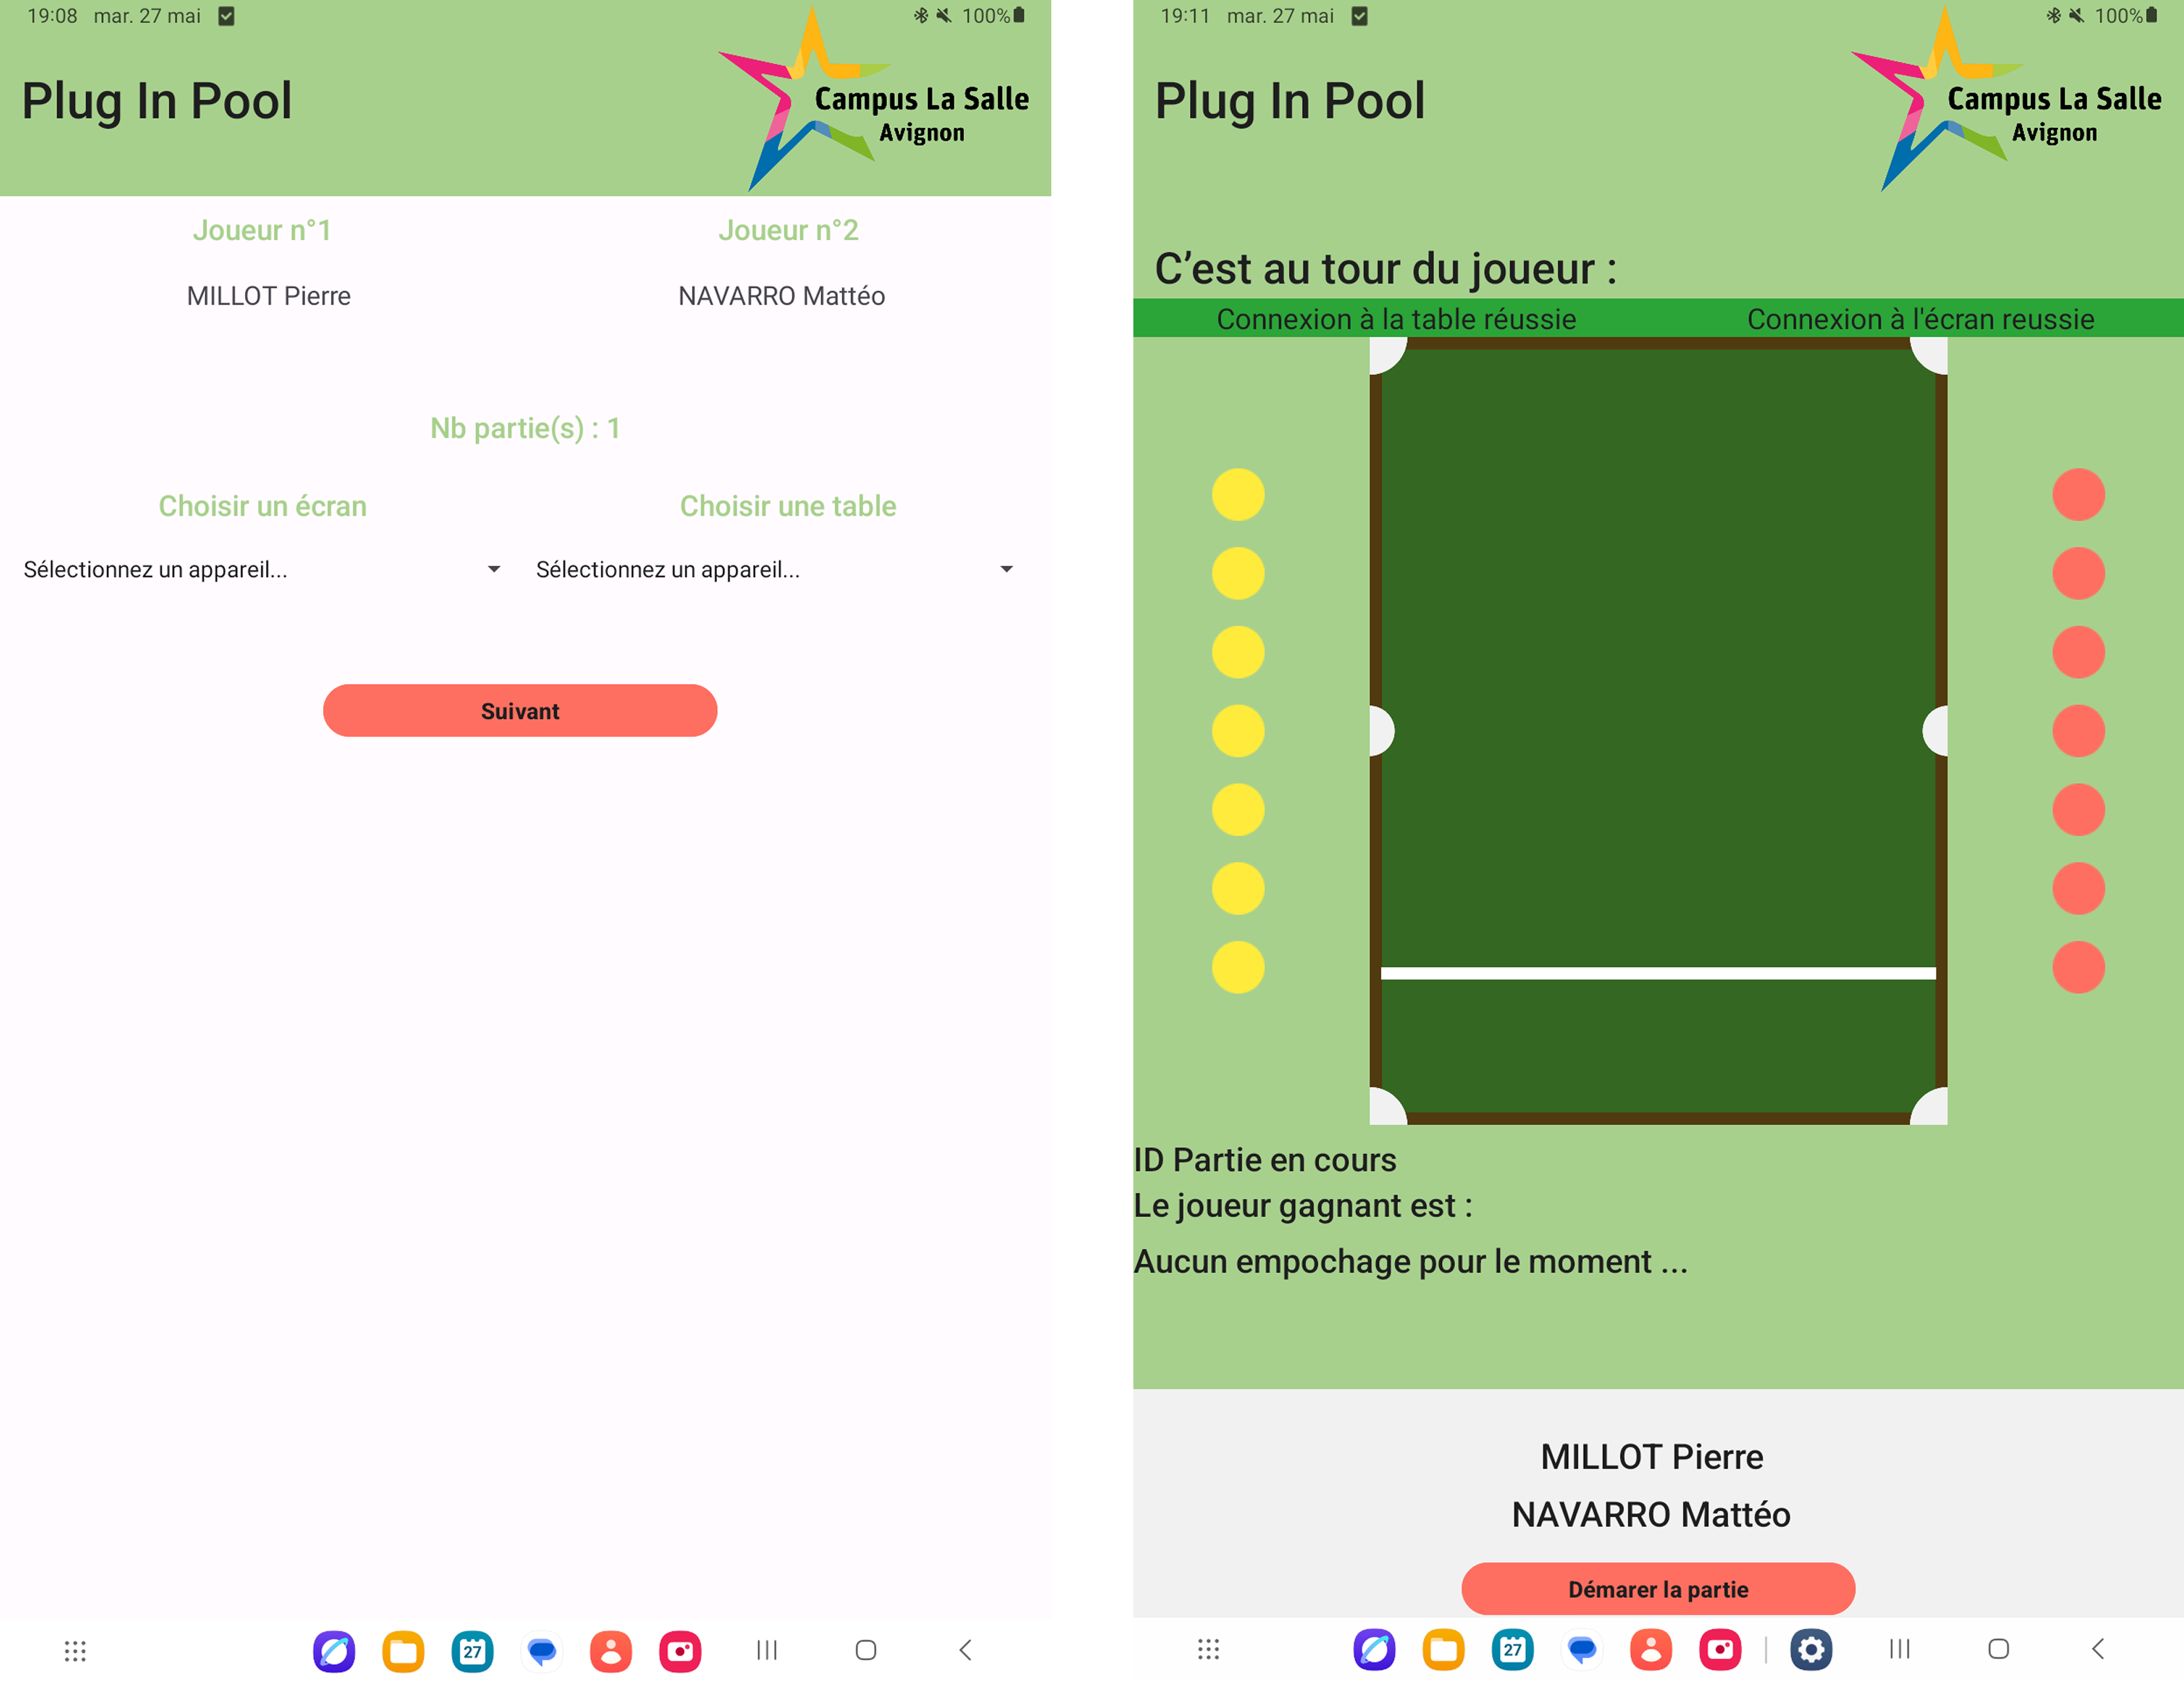 19:08 mar. 27 mai
100%
Plug In Pool
Campus La Salle
Avignon
Joueur n°1
Joueur n°2
MILLOT Pierre
NAVARRO Mattéo
Nb partie(s) : 1
Choisir un écran
Choisir une table
Sélectionnez un appareil...
Sélectionnez un appareil...
Suivant
27
19:11 mar. 27 mai
100%
Plug In Pool
Campus La Salle
Avignon
C’est au tour du joueur :
Connexion à la table réussie
Connexion à l'écran reussie
ID Partie en cours
Le joueur gagnant est :
Aucun empochage pour le moment ...
MILLOT Pierre
NAVARRO Mattéo
Démarer la partie
27